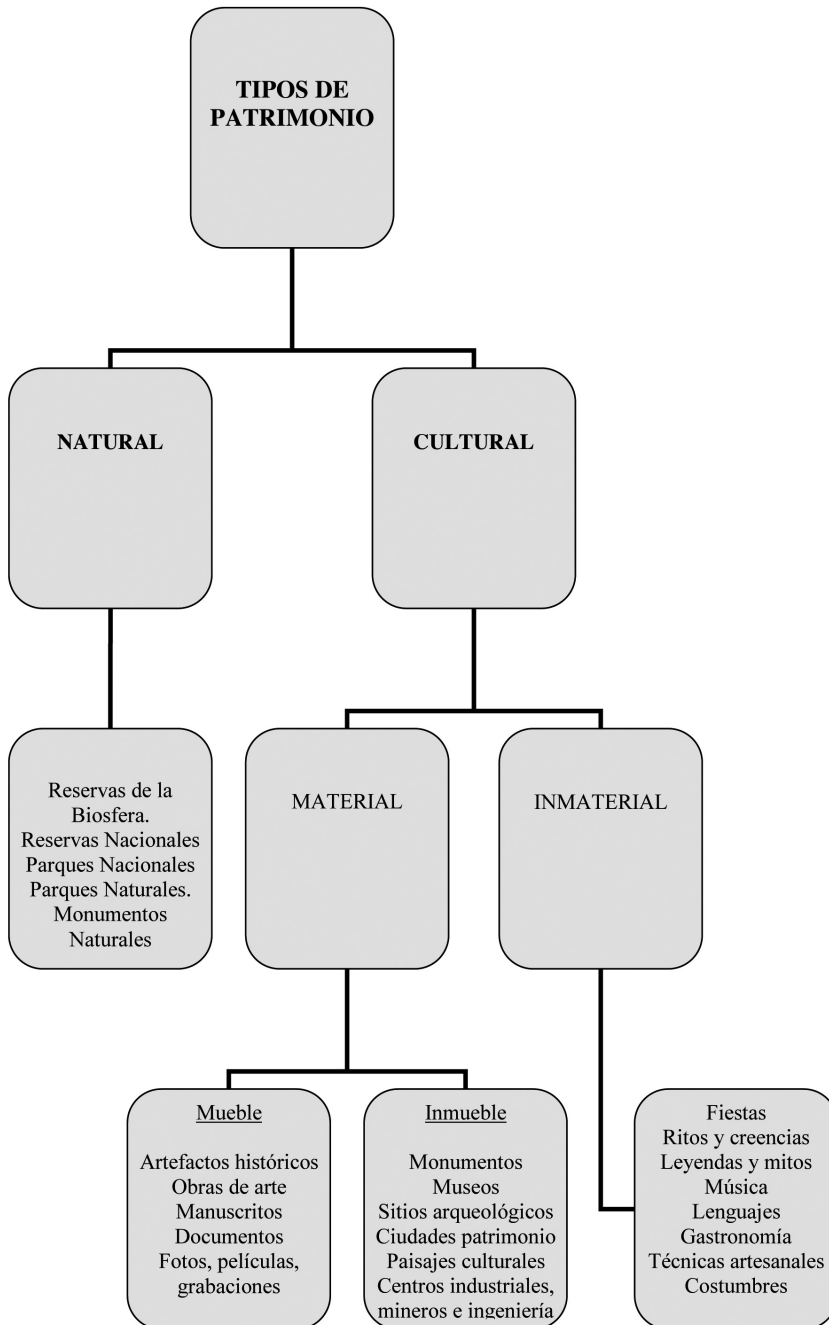 TIPOS DE
PATRIMONIO
NATURAL
CULTURAL
Reservas de la
Biosfera.
Reservas Nacionales
Parques Nacionales
Parques Naturales.
Monumentos
Naturales
MATERIAL
INMATERIAL
Mueble
Artefactos históricos
Obras de arte
Manuscritos
Documentos
Fotos, películas,
grabaciones
Inmueble
Monumentos
Museos
Sitios arqueológicos
Ciudades patrimonio
Paisajes culturales
Centros industriales,
mineros e ingeniería
Fiestas
Ritos y creencias
Leyendas y mitos
Música
Lenguajes
Gastronomía
Técnicas artesanales
Costumbres